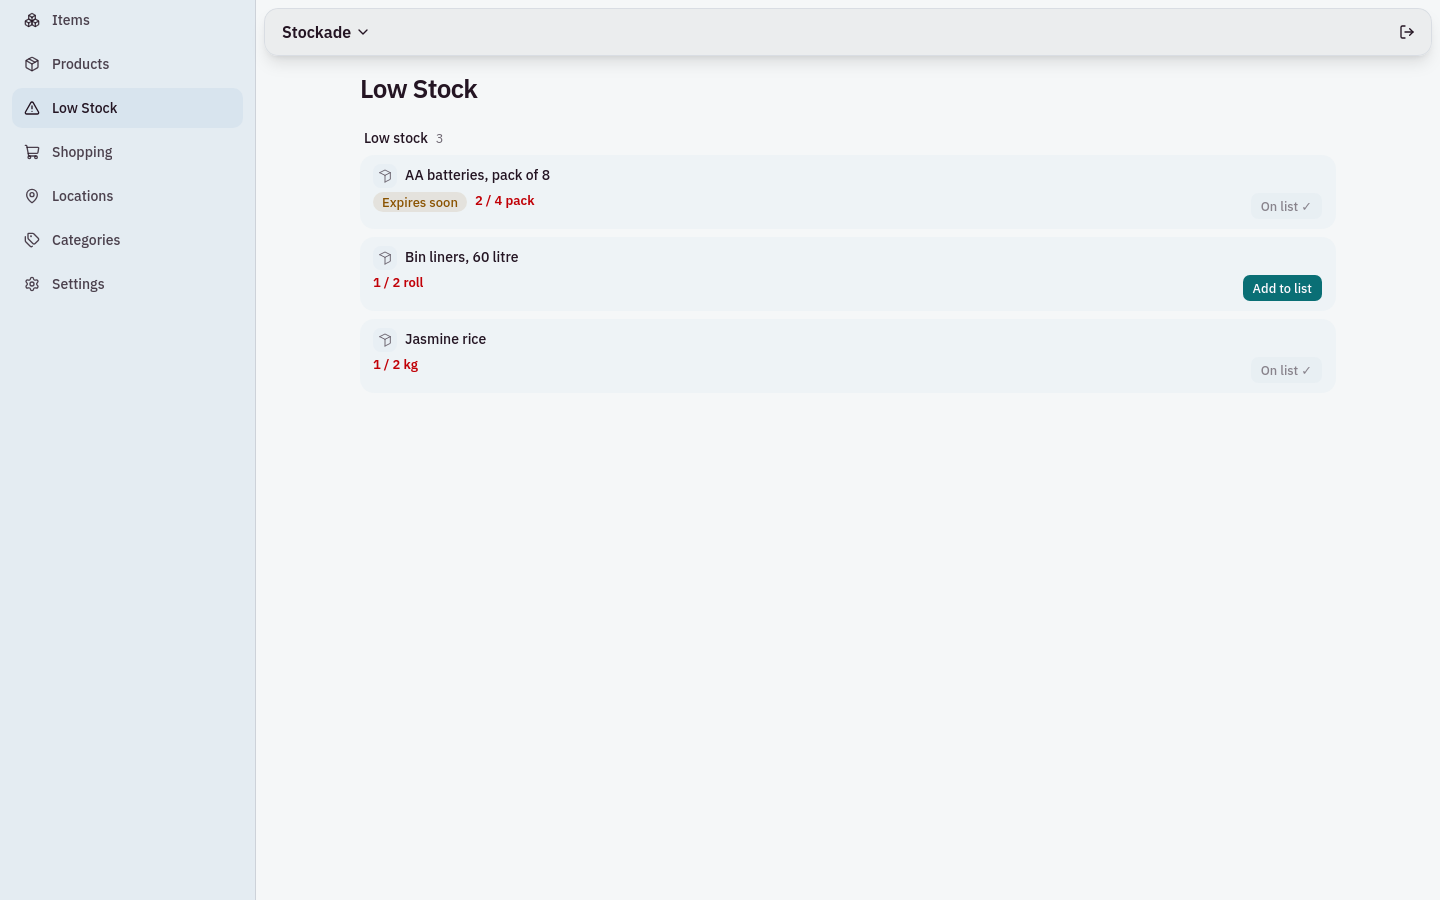 Items
Products
Low Stock
Shopping
Locations
Categories
Settings
Stockade
Low Stock
Low stock 3
AA batteries, pack of 8
Expires soon 2 / 4 pack
On list ✓
Bin liners, 60 litre
1 / 2 roll
Add to list
Jasmine rice
1 / 2 kg
On list ✓